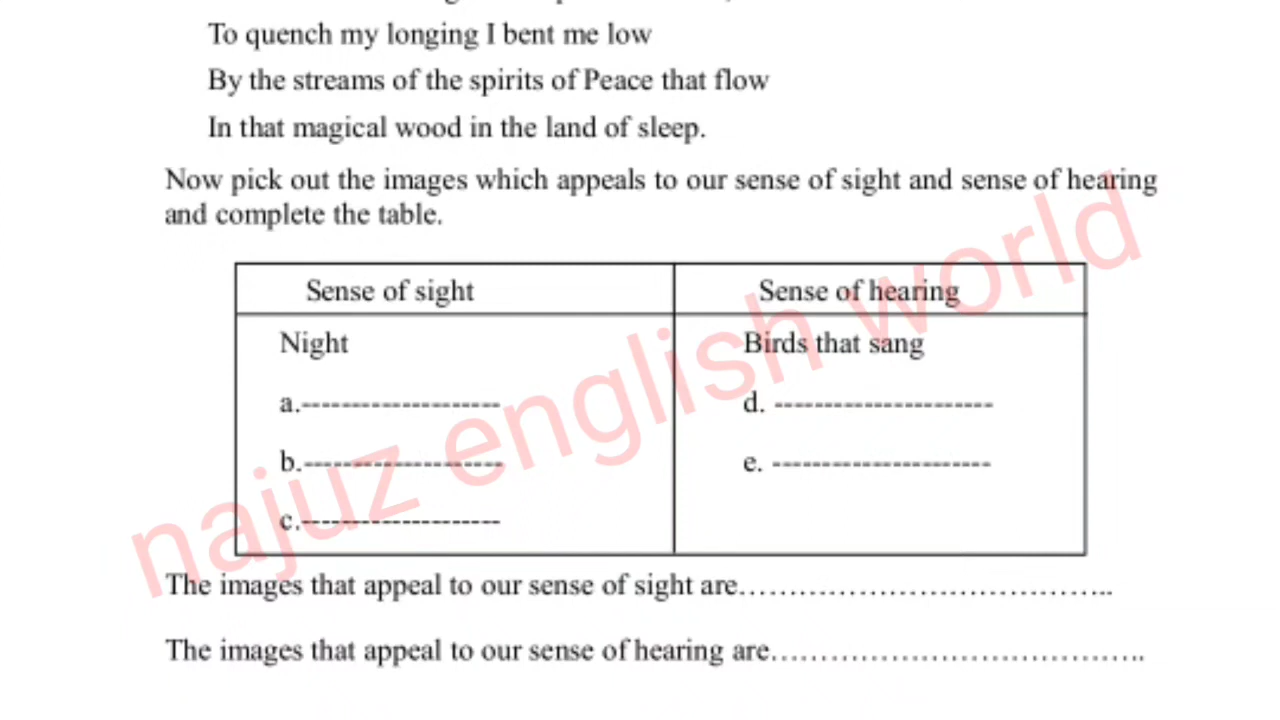 To quench my longing I bent me low
By the streams of the spirits of Peace that flow
In that magical wood in the land of sleep.
Now pick out the images which appeals to our sense of sight and sense of hearing
and complete the table.
Sense of sight
Sense of hearing
Night
Birds that sang
a.--------------------
d. ----------------------
b.--------------------
e. ----------------------
c.--------------------
najuz english world
The images that appeal to our sense of sight are.......................................
The images that appeal to our sense of hearing are.......................................